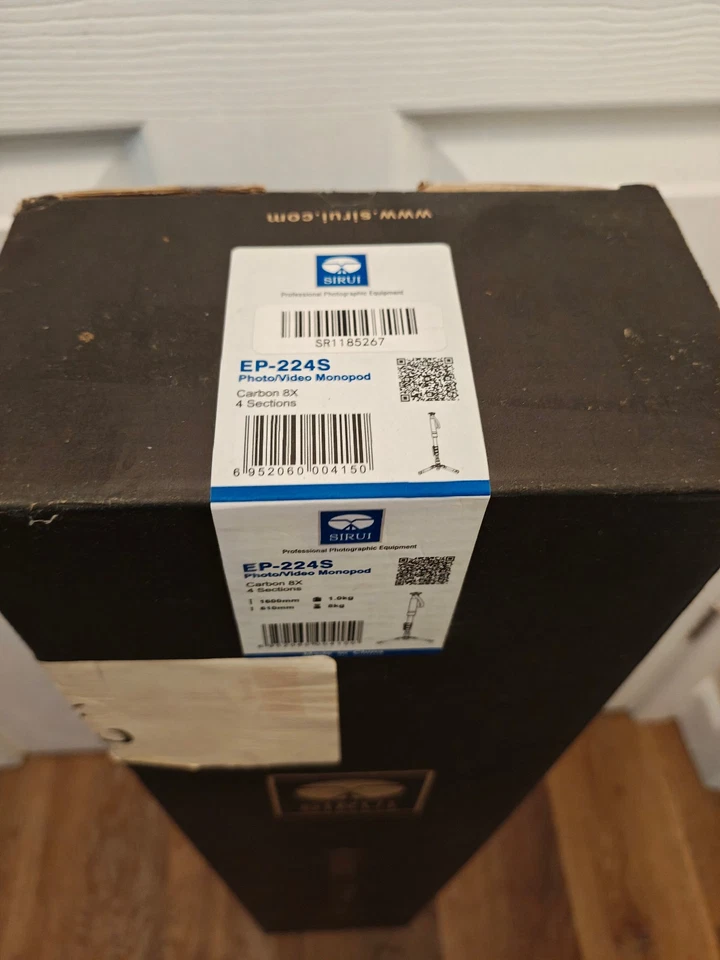 www.sirui.com
SIRUI
Professional Photographic Equipment
SR1185267
EP-224S
Photo/Video Monopod
Carbon 8X
4 Sections
6 952060 004150
SIRUI
Professional Photographic Equipment
EP-224S
Photo/Video Monopod
Carbon 8X
4 Sections
1.0kg
SIRUI